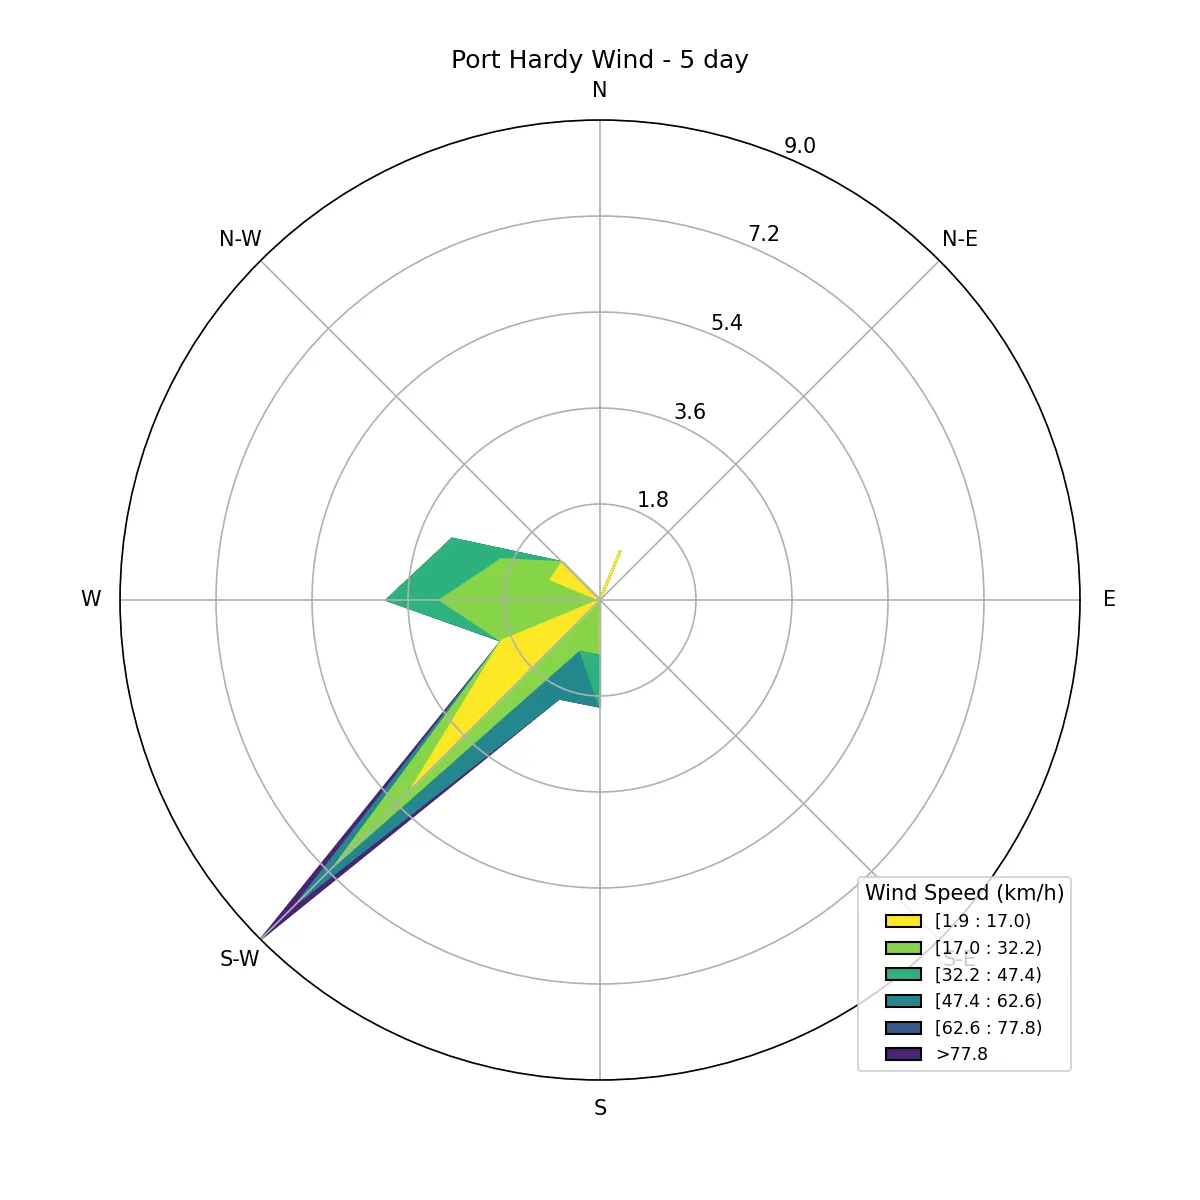 Port Hardy Wind - 5 day
N
9.0
N-W
7.2
N-E
5.4
3.6
1.8
W
E
Wind Speed (km/h)
[1.9 : 17.0)
[17.0 : 32.2)
S-W
S-E
[32.2 : 47.4)
[47.4 : 62.6)
[62.6 : 77.8)
>77.8
S